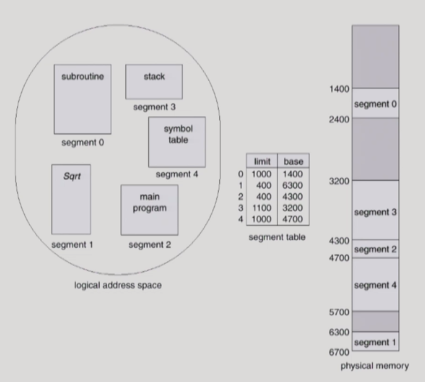 subroutine
segment 0
stack
segment 3
symbol
table
segment 4
Sqrt
segment 1
main
program
segment 2
logical address space
limit base
0 1000 1400
1 400 6300
2 400 4300
3 1100 3200
4 1000 4700
segment table
1400
segment 0
2400
3200
segment 3
4300
segment 2
4700
segment 4
5700
6300
segment 1
6700
physical memory